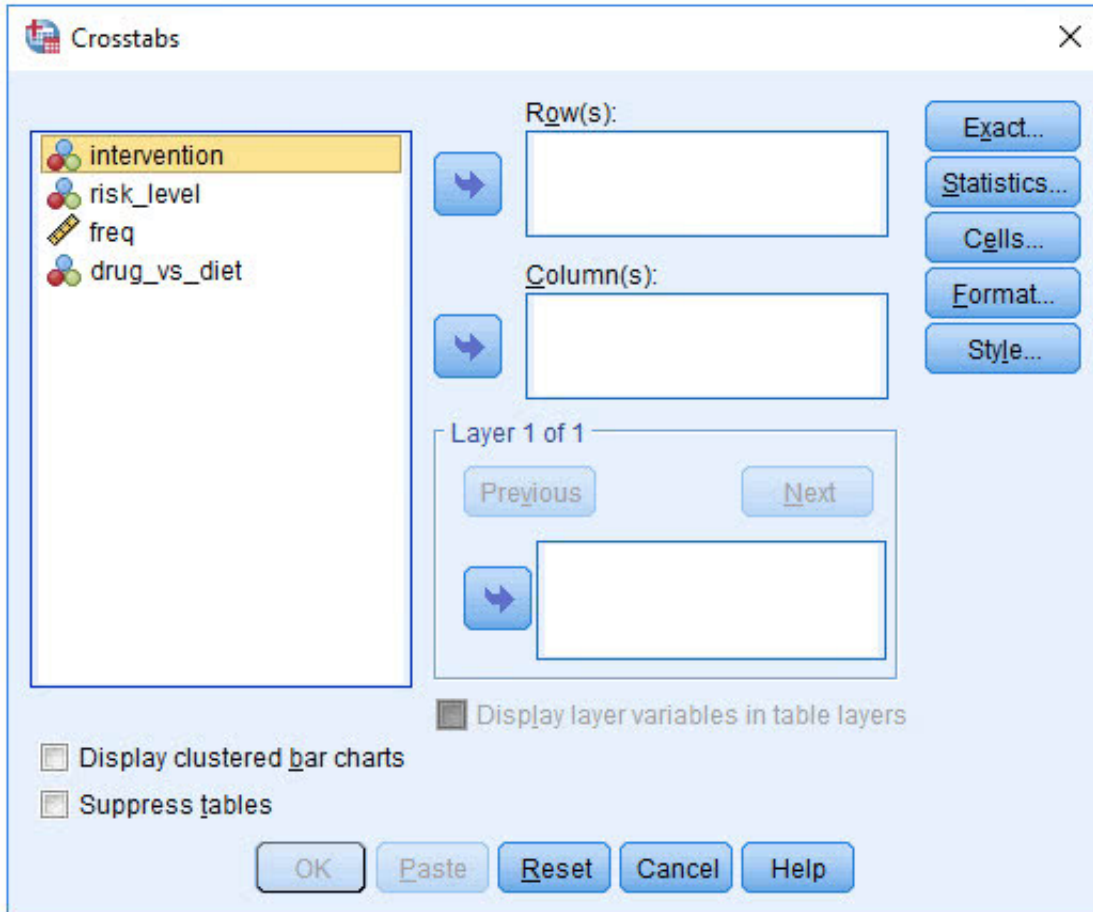 Crosstabs
intervention
risk_level
freq
drug_vs_diet
Row(s):
Column(s):
Layer 1 of 1
Previous
Next
Display layer variables in table layers
Exact...
Statistics...
Cells...
Format...
Style...
Display clustered bar charts
Suppress tables
OK
Paste
Reset
Cancel
Help